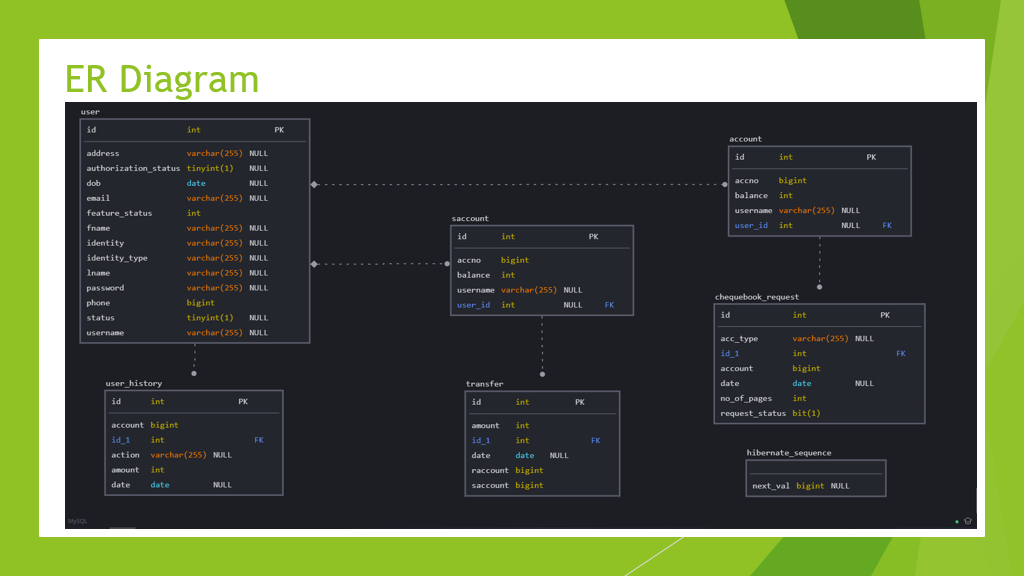 ER Diagram
user
id int PK
address varchar(255) NULL
authorization_status tinyint(1) NULL
dob date NULL
email varchar(255) NULL
feature_status int
fname varchar(255) NULL
identity varchar(255) NULL
identity_type varchar(255) NULL
lname varchar(255) NULL
password varchar(255) NULL
phone bigint
status tinyint(1) NULL
username varchar(255) NULL
account
id int PK
accno bigint
balance int
username varchar(255) NULL
user_id int NULL FK
saccount
id int PK
accno bigint
balance int
username varchar(255) NULL
user_id int NULL FK
chequebook_request
id int PK
acc_type varchar(255) NULL
id_1 int FK
account bigint
date date NULL
no_of_pages int
request_status bit(1)
user_history
id int PK
account bigint
id_1 int FK
action varchar(255) NULL
amount int
date date NULL
transfer
id int PK
amount int
id_1 int FK
date date NULL
raccount bigint
saccount bigint
hibernate_sequence
next_val bigint NULL
MySQL